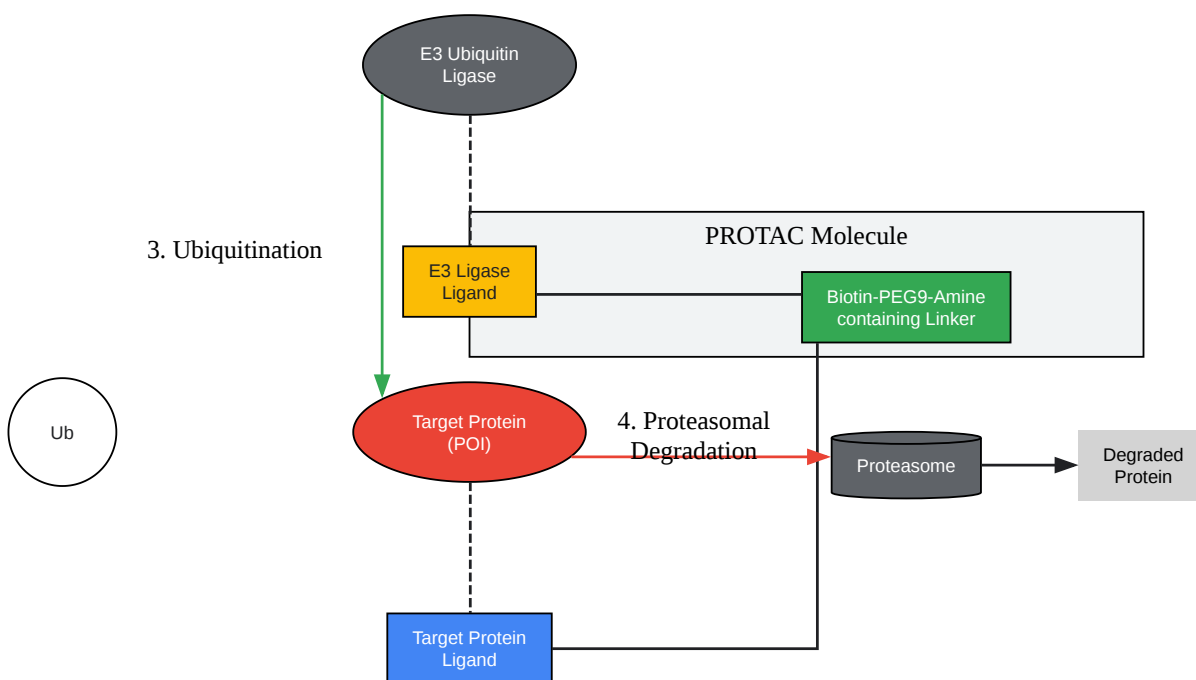 E3 Ubiquitin
Ligase
PROTAC Molecule
3. Ubiquitination
E3 Ligase
Ligand
Biotin-PEG9-Amine
containing Linker
Ub
Target Protein
(POI)
4. Proteasomal
Degradation
Proteasome
Degraded
Protein
Target Protein
Ligand